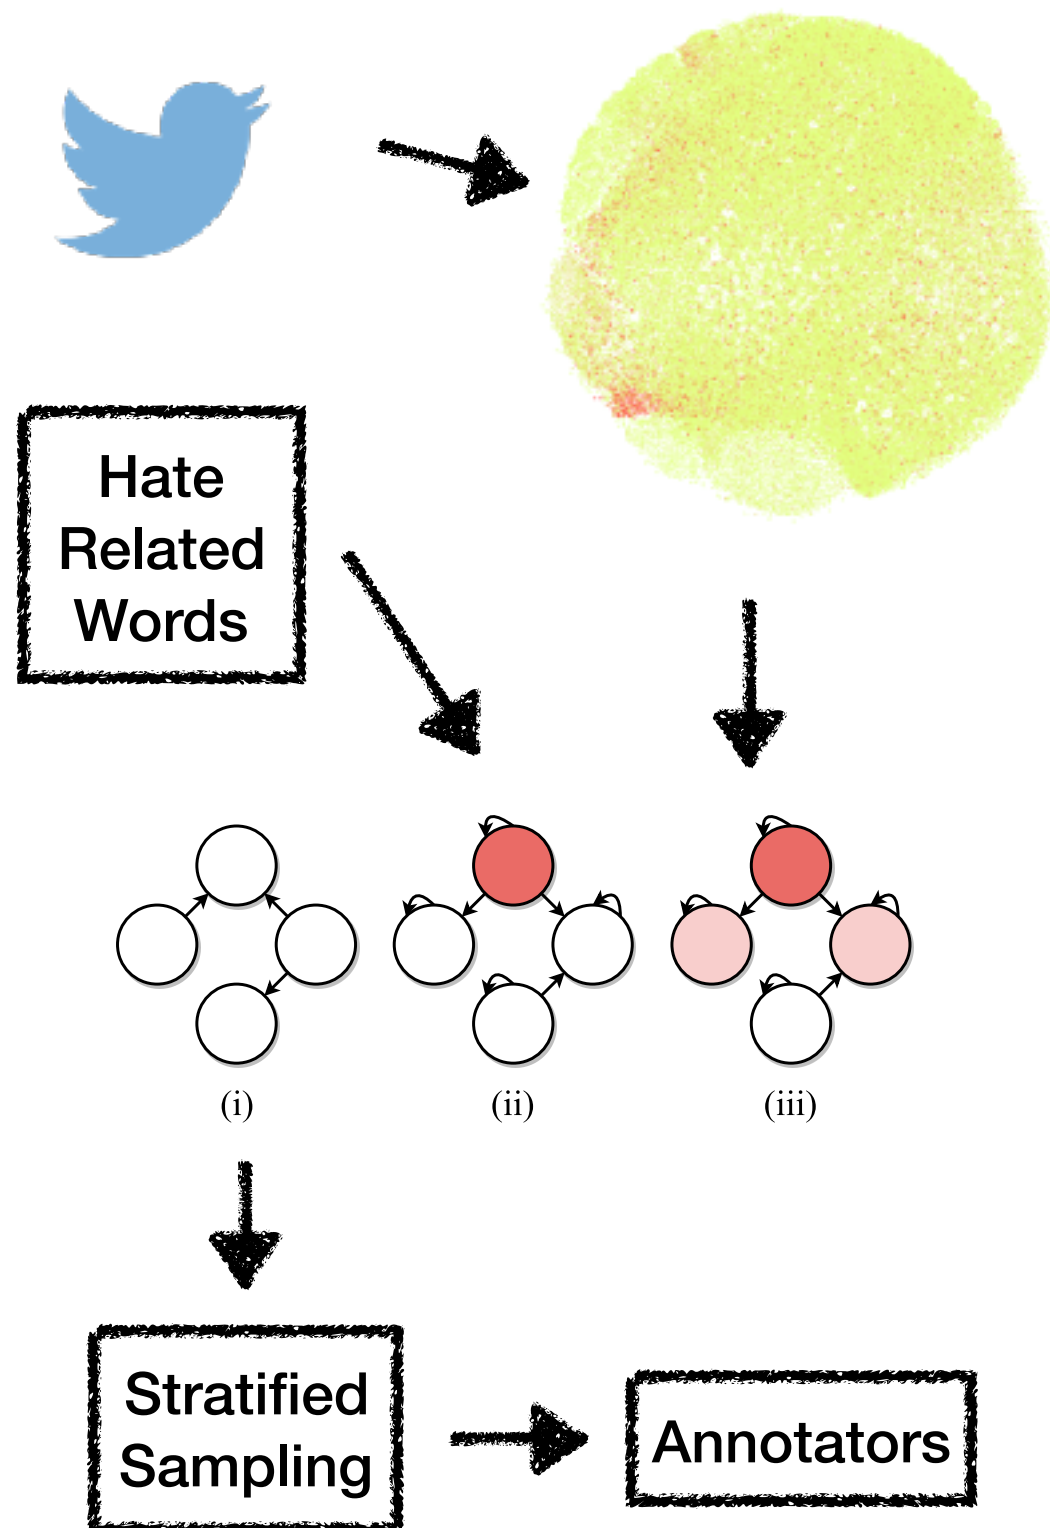 Hate
Related
Words
(i)
(ii)
(iii)
Stratified
Sampling
Annotators